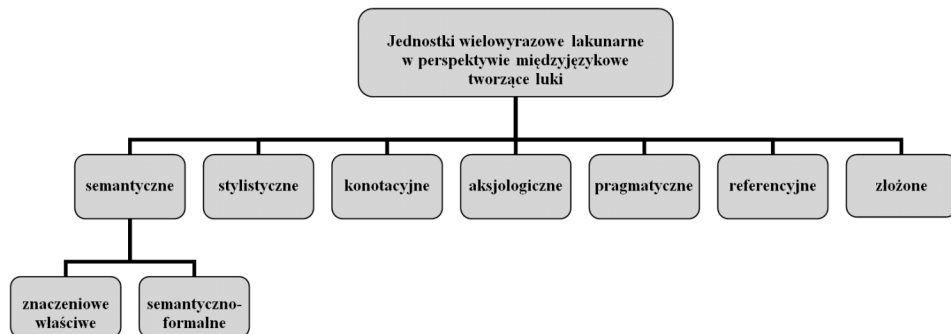 Jednostki wielowyrazowe lakunarne
w perspektywie międzyjęzykowe
tworzące luki
semantyczne
stylistyczne
konotacyjne
aksjologiczne
pragmatyczne
referencyjne
złożone
znaczeniowe
właściwe
semantyczno-
formalne